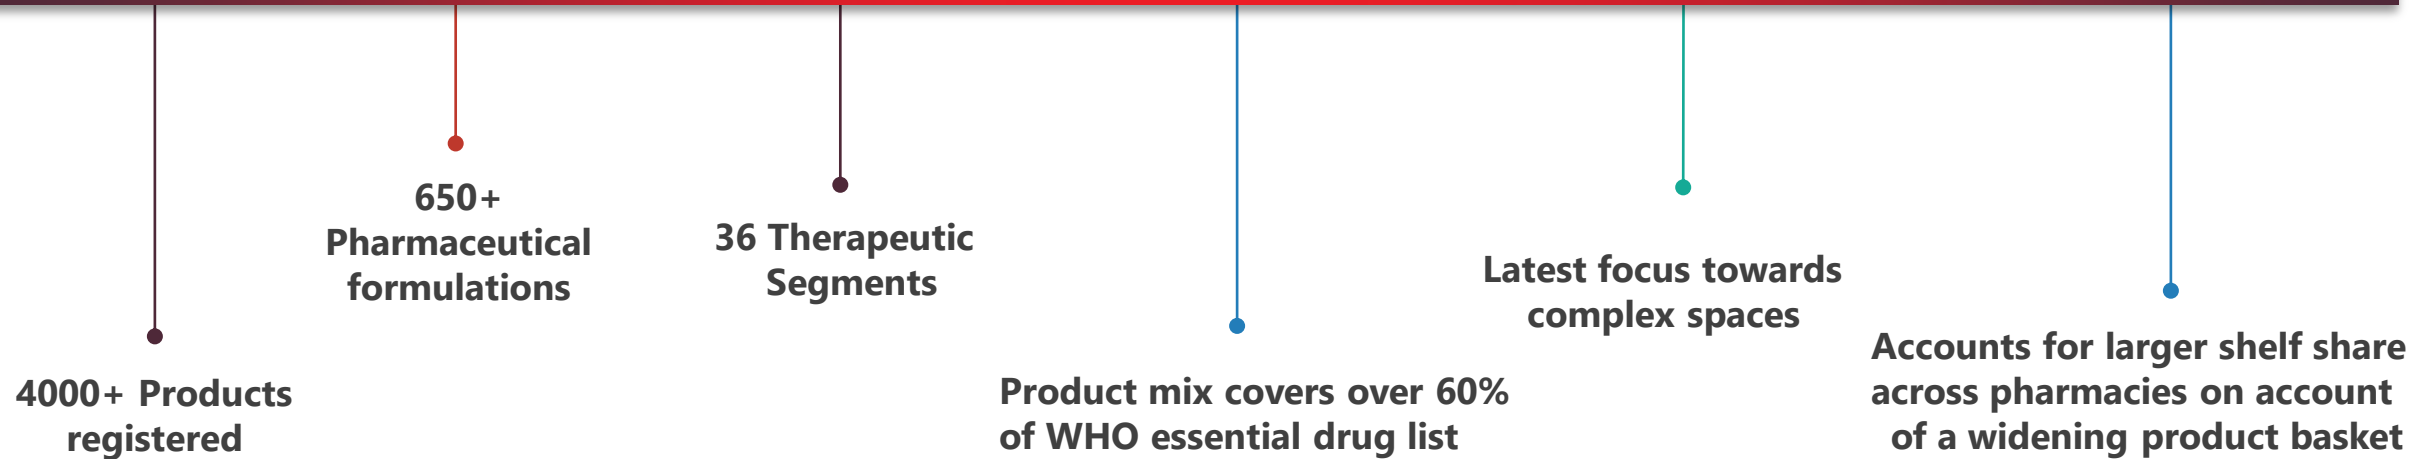 4000+ Products
registered
650+
Pharmaceutical
formulations
36 Therapeutic
Segments
Product mix covers over 60%
of WHO essential drug list
Latest focus towards
complex spaces
Accounts for larger shelf share
across pharmacies on account
of a widening product basket